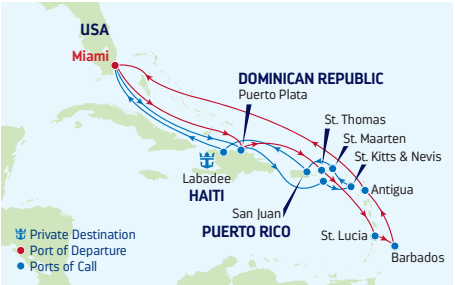 USA
Miami
DOMINICAN REPUBLIC
Puerto Plata
St. Thomas
St. Maarten
St. Kitts & Nevis
Labadee
HAITI
Antigua
San Juan
PUERTO RICO
St. Lucia
Barbados
Private Destination
Port of Departure
Ports of Call